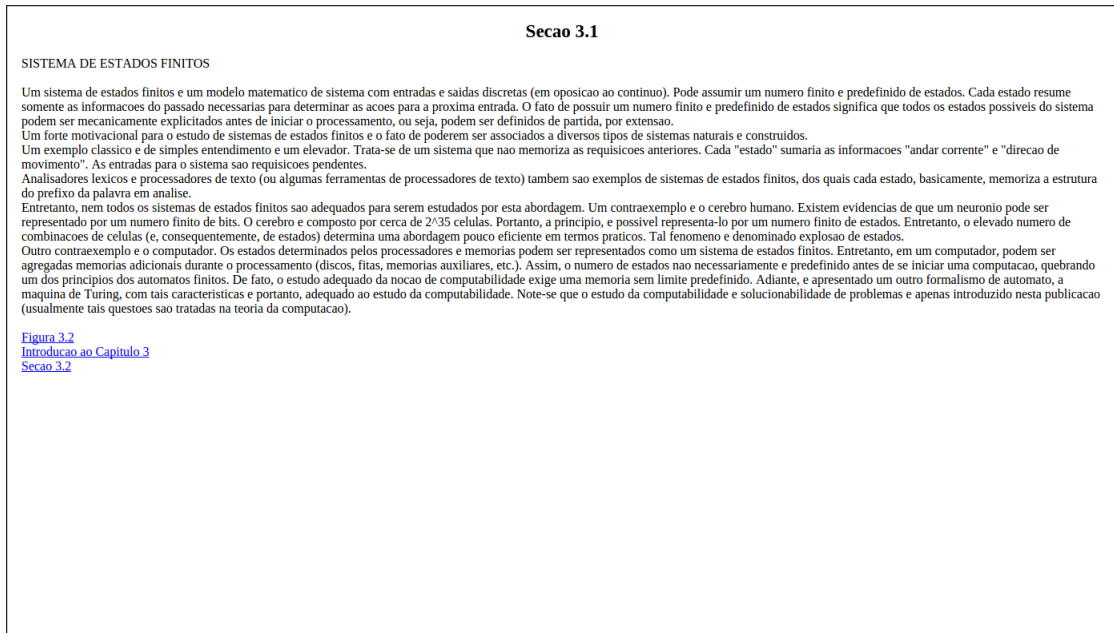 Secao 3.1
SISTEMA DE ESTADOS FINITOS
Um sistema de estados finitos e um modelo matematico de sistema com entradas e saidas discretas (em oposicao ao continuo). Pode assumir um numero finito e predefinido de estados. Cada estado resume
somente as informacoes do passado necessarias para determinar as acoes para a proxima entrada. O fato de possuir um numero finito e predefinido de estados significa que todos os estados possiveis do sistema
podem ser mecanicamente explicitados antes de iniciar o processamento, ou seja, podem ser definidos de partida, por extensao.
Um forte motivacional para o estudo de sistemas de estados finitos e o fato de poderem ser associados a diversos tipos de sistemas naturais e construidos.
Um exemplo classico e de simples entendimento e um elevador. Trata-se de um sistema que nao memoriza as requisicoes anteriores. Cada "estado" sumaria as informacoes "andar corrente" e "direcao de
movimento". As entradas para o sistema sao requisicoes pendentes.
Analisadores lexicos e processadores de texto (ou algumas ferramentas de processadores de texto) tambem sao exemplos de sistemas de estados finitos, dos quais cada estado, basicamente, memoriza a estrutura
do prefixo da palavra em analise.
Entretanto, nem todos os sistemas de estados finitos sao adequados para serem estudados por esta abordagem. Um contraexemplo e o cerebro humano. Existem evidencias de que um neuronio pode ser
representado por um numero finito de bits. O cerebro e composto por cerca de 2^35 celulas. Portanto, a principio, e possivel representa-lo por um numero finito de estados. Entretanto, o elevado numero de
combinacoes de celulas (e, consequentemente, de estados) determina uma abordagem pouco eficiente em termos praticos. Tal fenomeno e denominado explosao de estados.
Outro contraexemplo e o computador. Os estados determinados pelos processadores e memorias podem ser representados como um sistema de estados finitos. Entretanto, em um computador, podem ser
agregadas memorias adicionais durante o processamento (discos, fitas, memorias auxiliares, etc.). Assim, o numero de estados nao necessariamente e predefinido antes de se iniciar uma computacao, quebrando
um dos principios dos automatos finitos. De fato, o estudo adequado da nocao de computabilidade exige uma memoria sem limite predefinido. Adiante, e apresentado um outro formalismo de automato, a
maquina de Turing, com tais caracteristicas e portanto, adequado ao estudo da computabilidade. Note-se que o estudo da computabilidade e solucionabilidade de problemas e apenas introduzido nesta publicacao
(usualmente tais questoes sao tratadas na teoria da computacao).
Figura 3.2
Introducao ao Capitulo 3
Secao 3.2